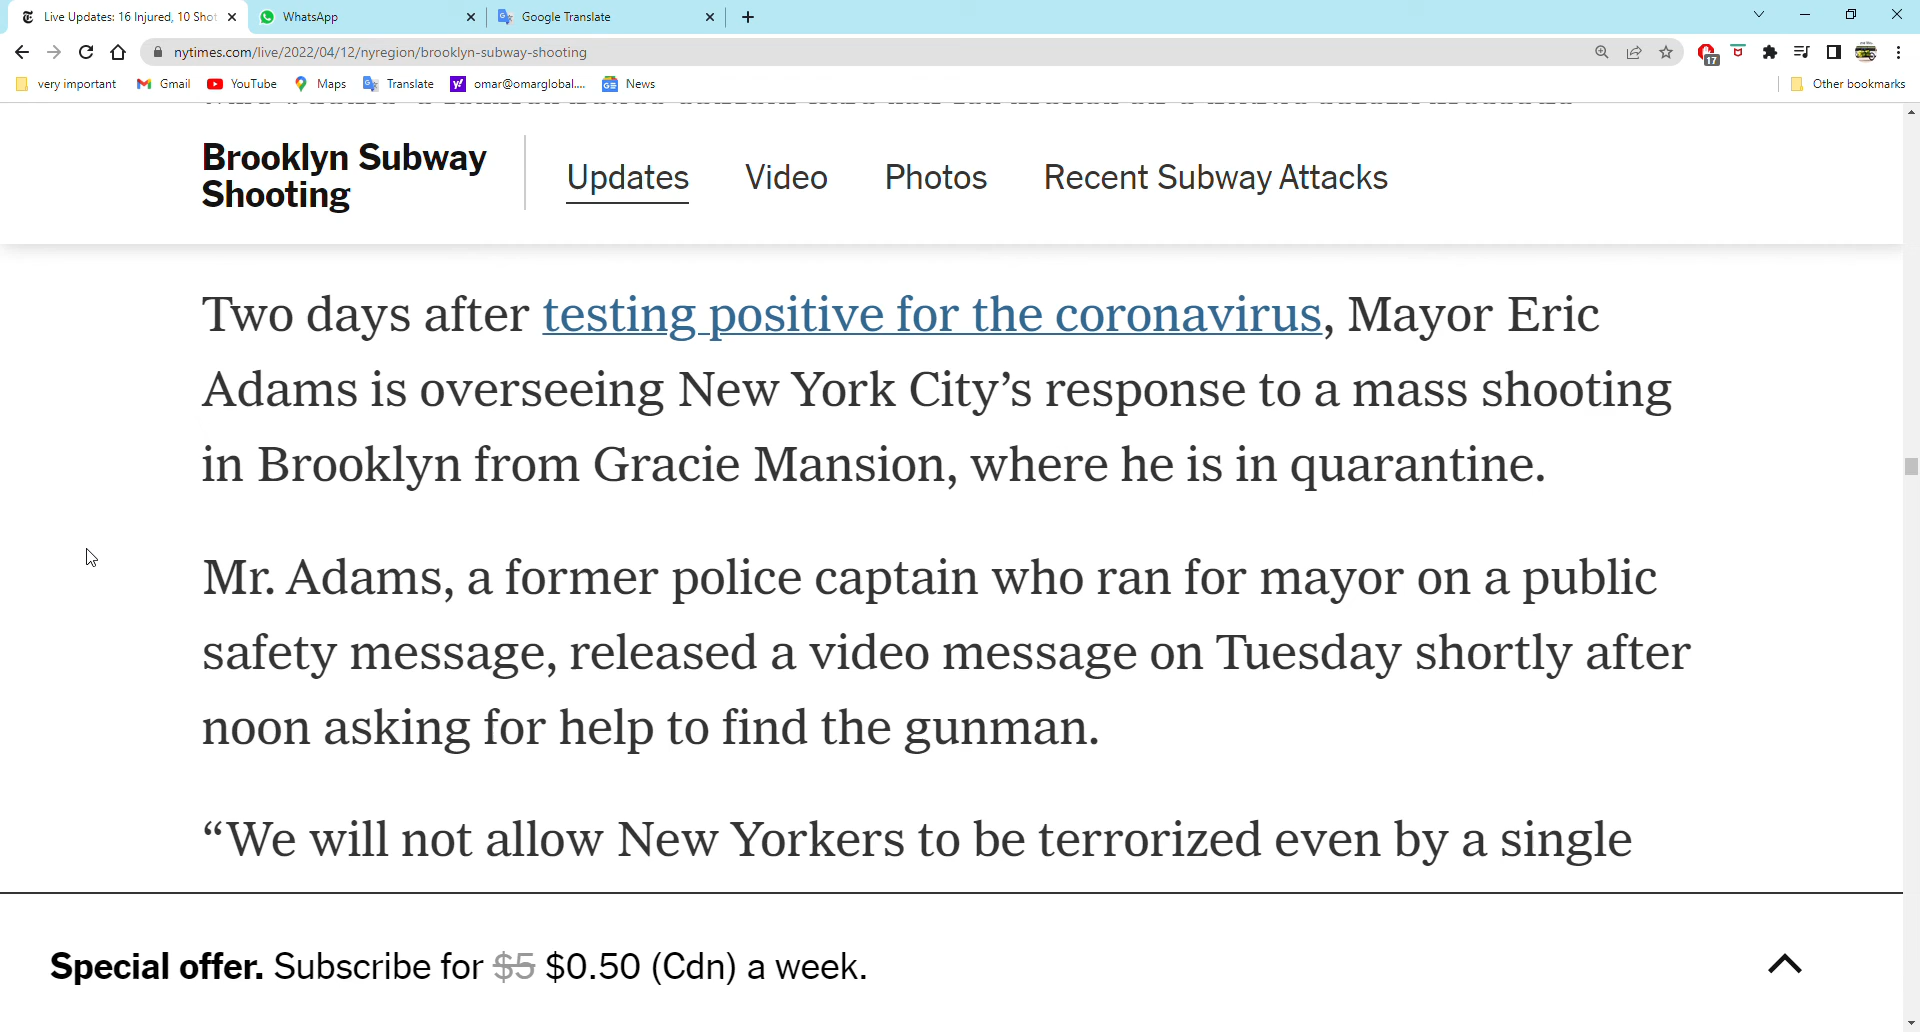 Live Updates: 16 Injured, 10 Shot
WhatsApp
Google Translate
nytimes.com/live/2022/04/12/nyregion/brooklyn-subway-shooting
17
very important
Gmail
YouTube
Maps
Translate
omar@omarglobal....
News
Other bookmarks
Brooklyn Subway
Shooting
Updates
Video
Photos
Recent Subway Attacks
Two days after testing positive for the coronavirus, Mayor Eric
Adams is overseeing New York City’s response to a mass shooting
in Brooklyn from Gracie Mansion, where he is in quarantine.
Mr. Adams, a former police captain who ran for mayor on a public
safety message, released a video message on Tuesday shortly after
noon asking for help to find the gunman.
“We will not allow New Yorkers to be terrorized even by a single
Special offer. Subscribe for $5 $0.50 (Cdn) a week.